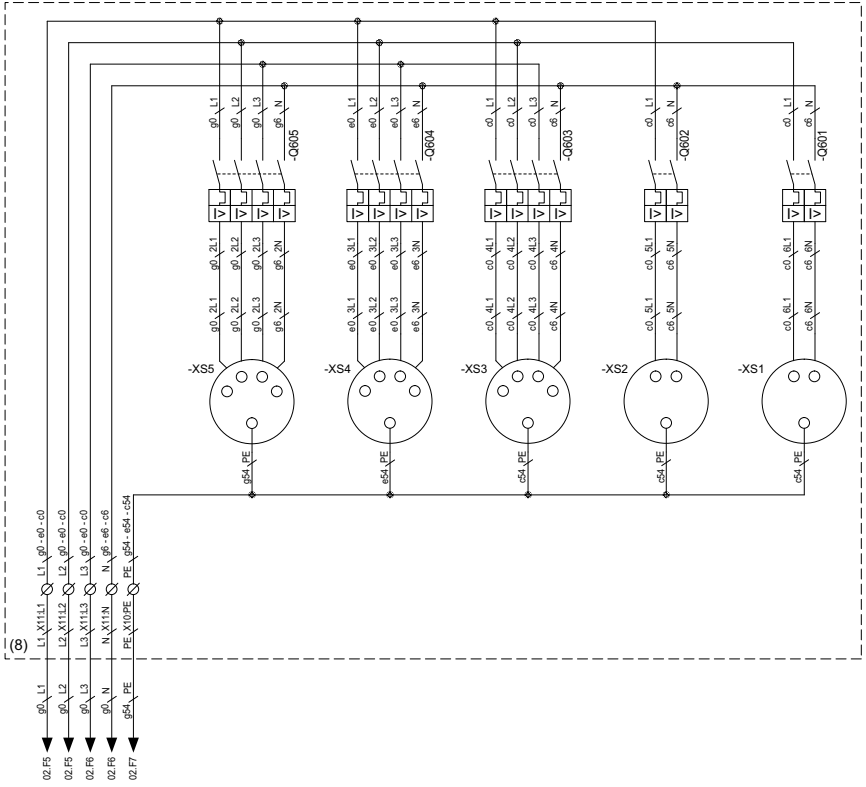 g0 L1
g0 L2
g0 L3
g6 N
-Q605
e0 L1
e0 L2
e0 L3
e6 N
-Q604
c0 L1
c0 L2
c0 L3
c6 N
-Q603
c0 L1
c6 N
-Q602
c0 L1
c6 N
-Q601
I> I> I> I>
I> I> I> I>
I> I> I> I>
I> I>
I> I>
g0 2L1
g0 2L2
g0 2L3
g6 2N
e0 3L1
e0 3L2
e0 3L3
e6 3N
c0 4L1
c0 4L2
c0 4L3
c6 4N
c0 5L1
c6 5N
c0 6L1
c6 6N
g0 2L1
g0 2L2
g0 2L3
g6 2N
e0 3L1
e0 3L2
e0 3L3
e6 3N
c0 4L1
c0 4L2
c0 4L3
c6 4N
c0 5L1
c6 5N
c0 6L1
c6 6N
-XS5
-XS4
-XS3
-XS2
-XS1
g54 PE
e54 PE
c54 PE
c54 PE
c54 PE
L1 g0 - e0 - c0
L2 g0 - e0 - c0
L3 g0 - e0 - c0
N g6 - e6 - c6
PE g54 - e54 - c54
L1 X11:L1
L2 X11:L2
L3 X11:L3
N X11:N
PE X10:PE
(8)
g0 L1
g0 L2
g0 L3
g0 N
g54 PE
02.F5
02.F5
02.F6
02.F6
02.F7